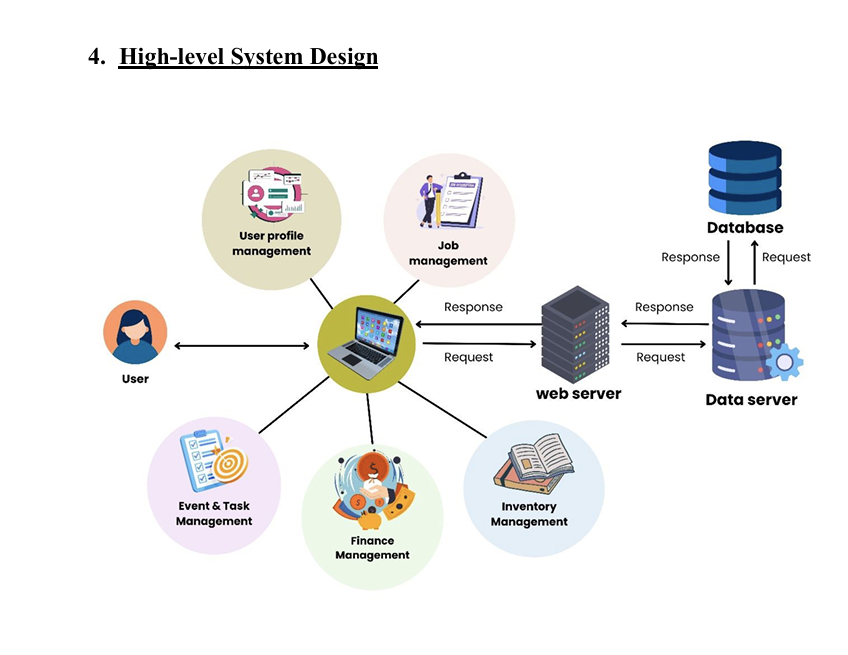 4. High-level System Design
User profile
management
Job
management
Database
Response
Request
Response
Request
Response
Request
User
web server
Data server
Event & Task
Management
Finance
Management
Inventory
Management